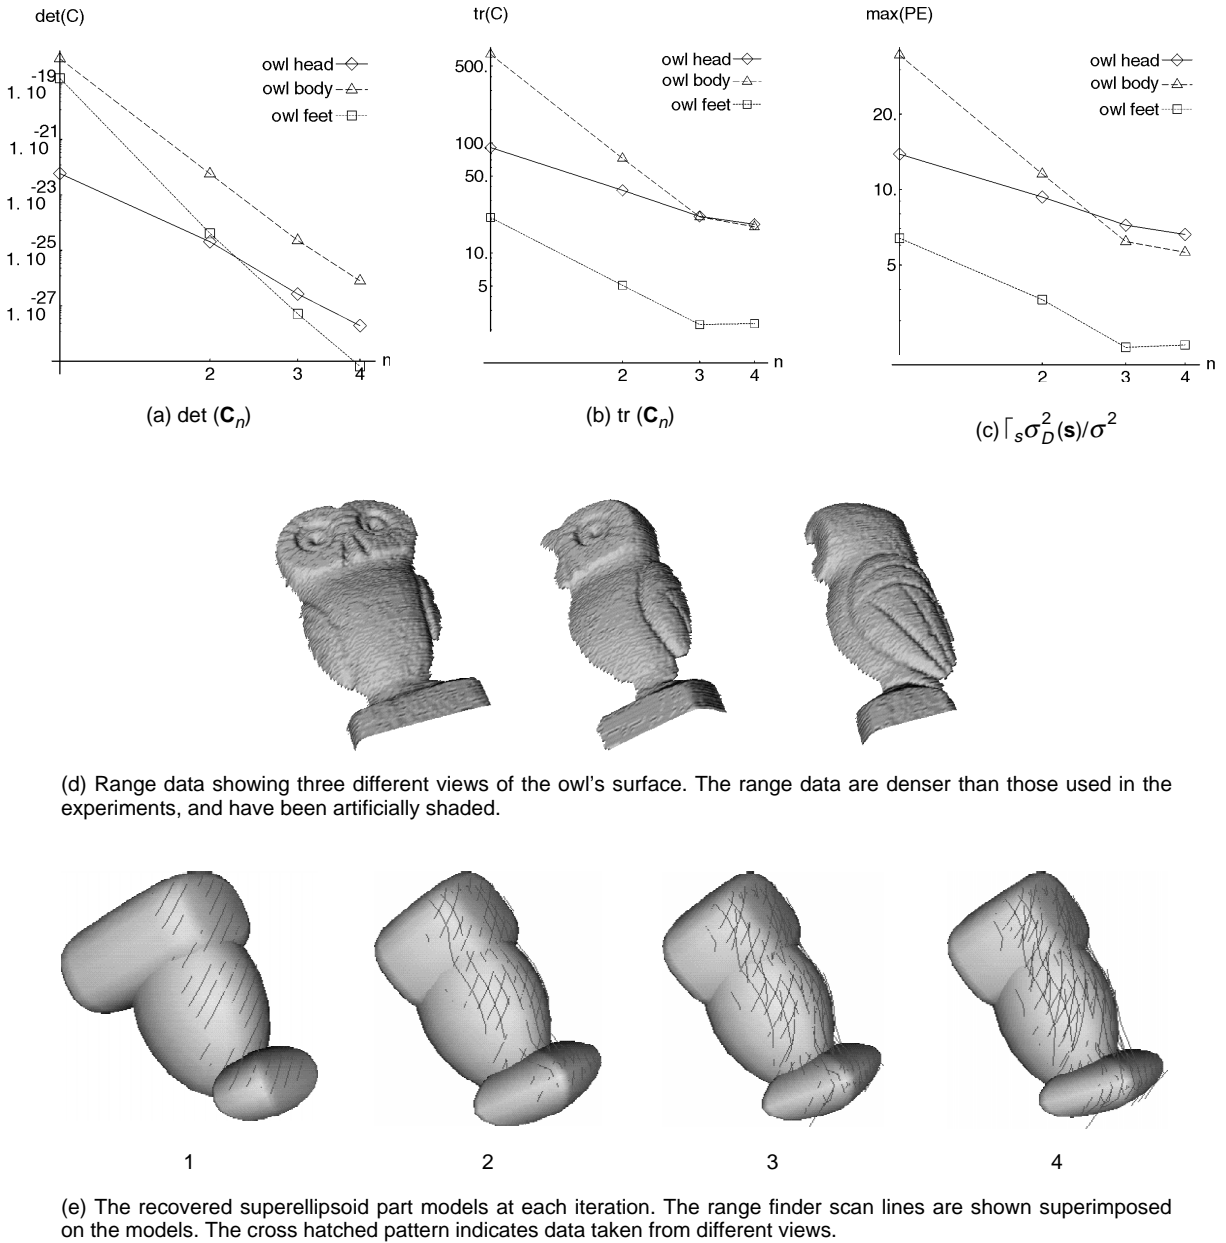 det(C)
owl head
owl body
owl feet
-19
1. 10
-21
1. 10
-23
1. 10
-25
1. 10
-27
1. 10
2
3
4
n
(a) det (Cn)
tr(C)
owl head
owl body
owl feet
500.
100
50.
10.
5
2
3
4
n
(b) tr (Cn)
max(PE)
owl head
owl body
owl feet
20.
10.
5
2
3
4
n
(c) ⌈sσ²D(s)/σ²
(d) Range data showing three different views of the owl's surface. The range data are denser than those used in the
experiments, and have been artificially shaded.
1
2
3
4
(e) The recovered superellipsoid part models at each iteration. The range finder scan lines are shown superimposed
on the models. The cross hatched pattern indicates data taken from different views.